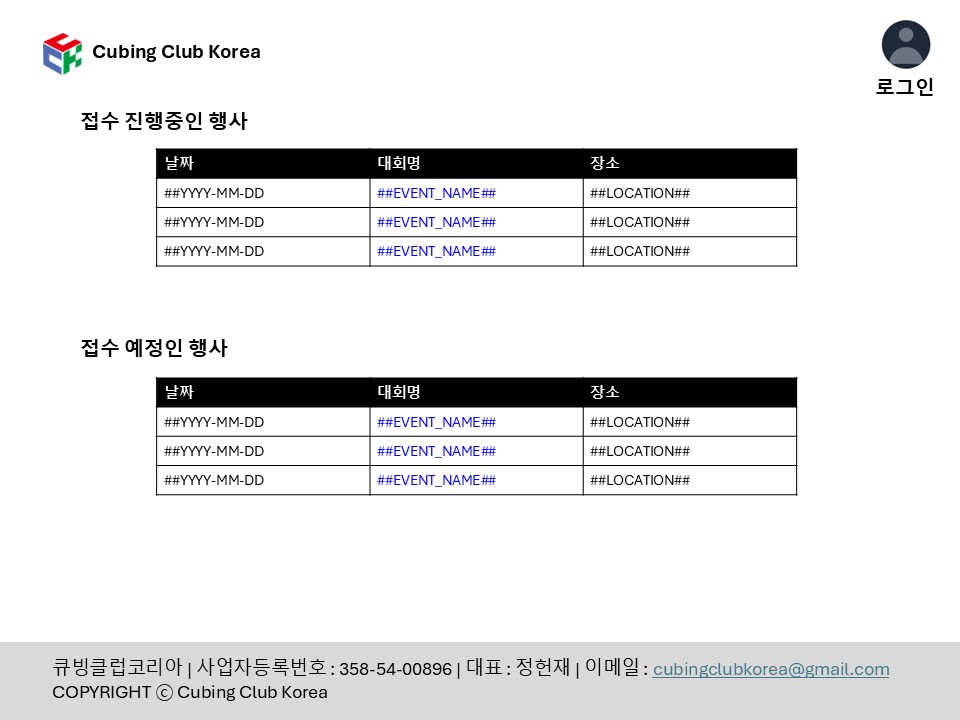 Cubing Club Korea
로그인
접수 진행중인 행사
날짜 대회명 장소
##YYYY-MM-DD ##EVENT_NAME## ##LOCATION##
##YYYY-MM-DD ##EVENT_NAME## ##LOCATION##
##YYYY-MM-DD ##EVENT_NAME## ##LOCATION##
접수 예정인 행사
날짜 대회명 장소
##YYYY-MM-DD ##EVENT_NAME## ##LOCATION##
##YYYY-MM-DD ##EVENT_NAME## ##LOCATION##
##YYYY-MM-DD ##EVENT_NAME## ##LOCATION##
큐빙클럽코리아 | 사업자등록번호 : 358-54-00896 | 대표 : 정헌재 | 이메일 : cubingclubkorea@gmail.com
COPYRIGHT ⓒ Cubing Club Korea